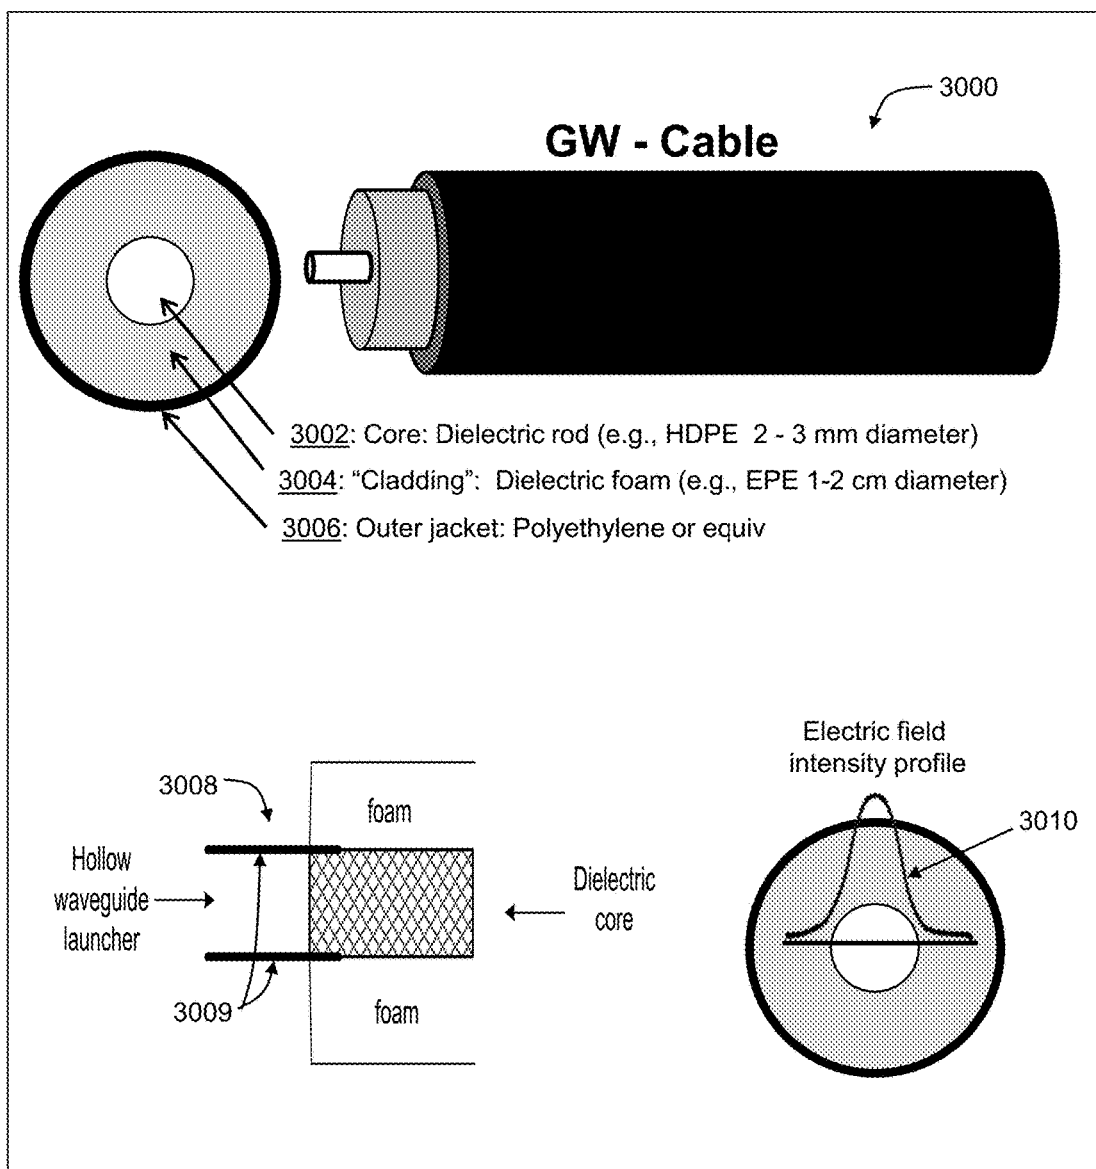 3000
GW - Cable
3002: Core: Dielectric rod (e.g., HDPE 2 - 3 mm diameter)
3004: “Cladding”: Dielectric foam (e.g., EPE 1-2 cm diameter)
3006: Outer jacket: Polyethylene or equiv
Electric field
intensity profile
3008
foam
3010
Hollow
waveguide
launcher
Dielectric
core
3009
foam